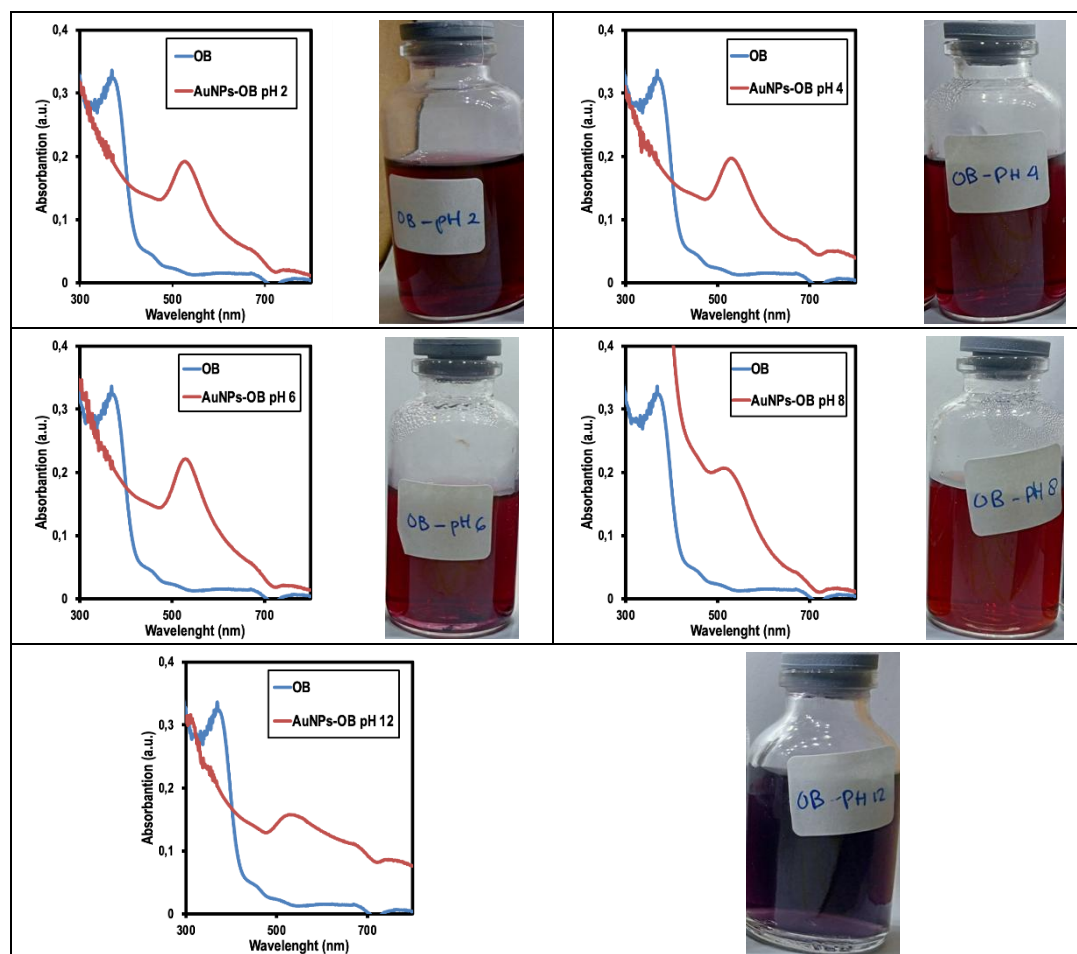 0,4
0,3
0,2
0,1
0
300 500 700
Absorbantion (a.u.)
Wavelenght (nm)
OB
AuNPs-OB pH 2
OB-pH 2
0,4
0,3
0,2
0,1
0
300 500 700
Absorbantion (a.u.)
Wavelenght (nm)
OB
AuNPs-OB pH 4
OB-PH 4
0,4
0,3
0,2
0,1
0
300 500 700
Absorbantion (a.u.)
Wavelenght (nm)
OB
AuNPs-OB pH 6
OB-pH 6
0,4
0,3
0,2
0,1
0
300 500 700
Absorbantion (a.u.)
Wavelenght (nm)
OB
AuNPs-OB pH 8
OB-PH 8
0,4
0,3
0,2
0,1
0
300 500 700
Absorbantion (a.u.)
Wavelenght (nm)
OB
AuNPs-OB pH 12
OB-PH 12